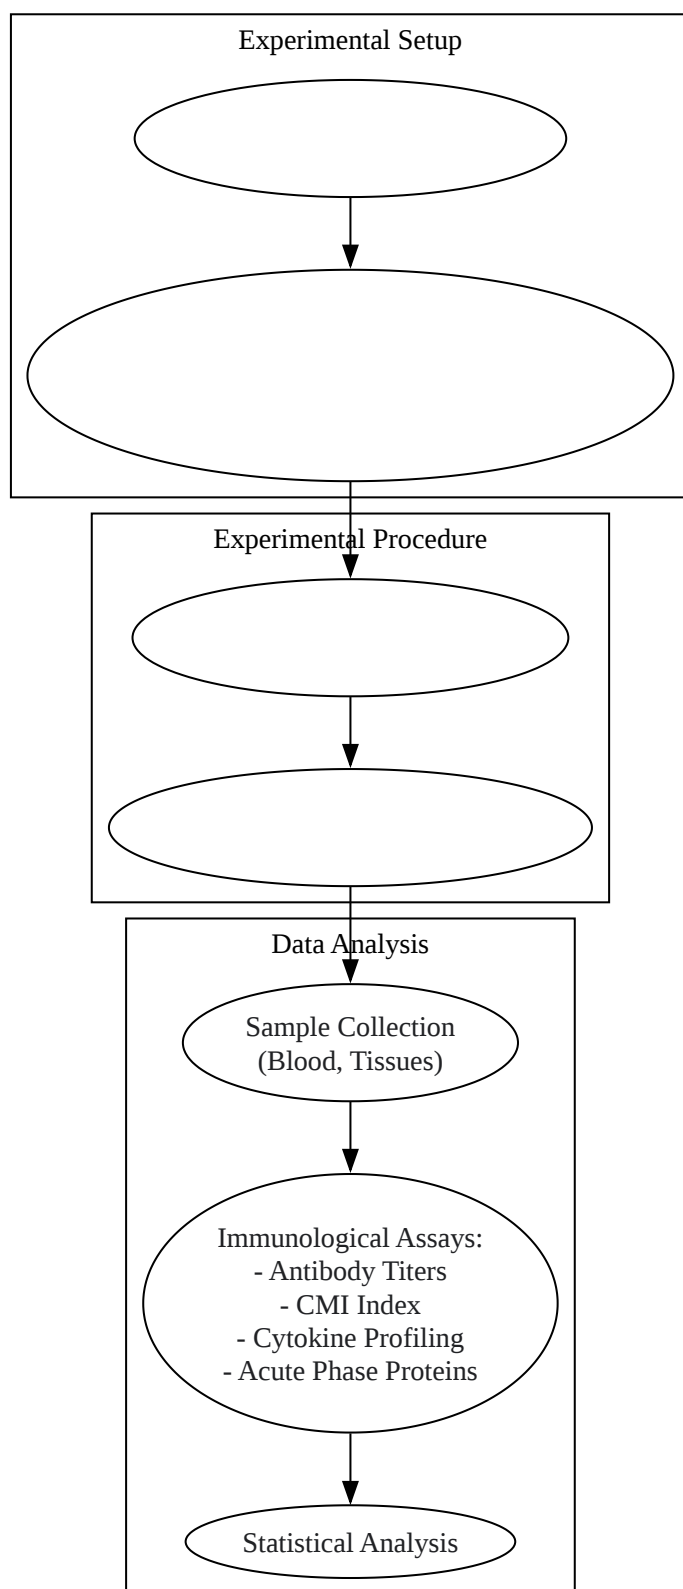 Experimental Setup
Experimental Procedure
Data Analysis
Sample Collection
(Blood, Tissues)
Immunological Assays:
- Antibody Titers
- CMI Index
- Cytokine Profiling
- Acute Phase Proteins
Statistical Analysis